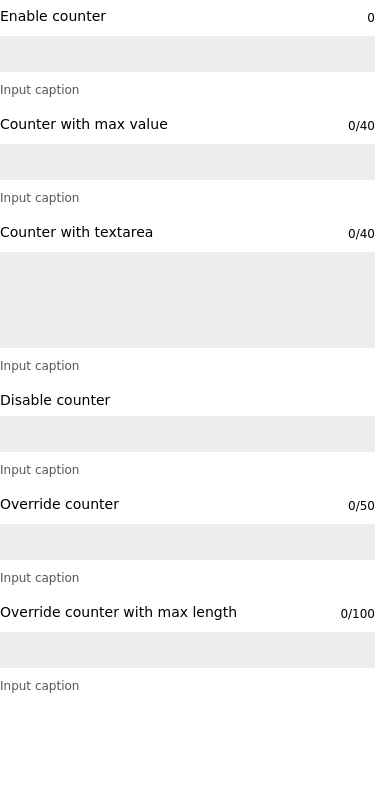 Enable counter 0
Input caption
Counter with max value 0/40
Input caption
Counter with textarea 0/40
Input caption
Disable counter
Input caption
Override counter 0/50
Input caption
Override counter with max length 0/100
Input caption